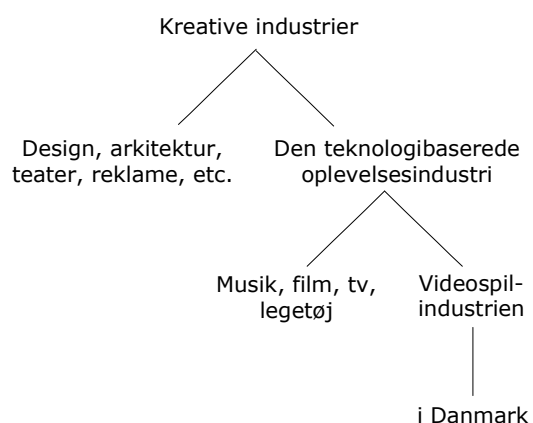 Kreative industrier
Design, arkitektur,
teater, reklame, etc.
Den teknologibaserede
oplevelsesindustri
Musik, film, tv,
legetøj
Videospil-
industrien
i Danmark